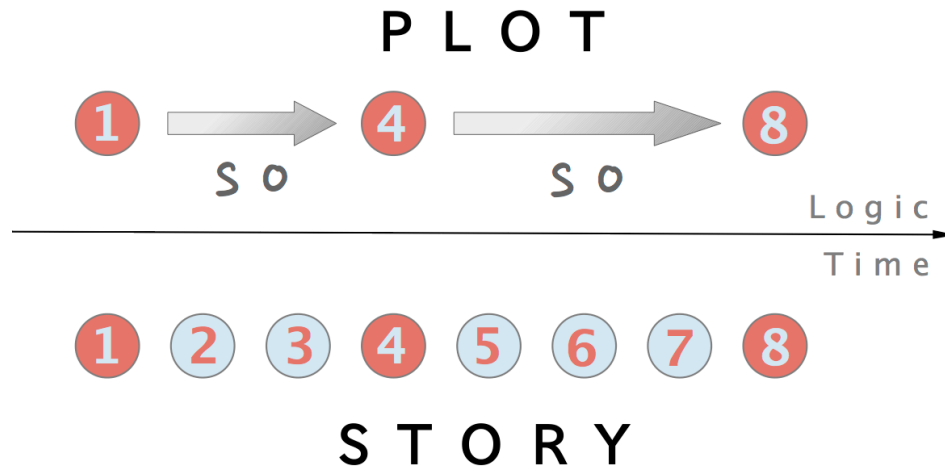 PLOT
1 4 8
SO SO
Logic
Time
1 2 3 4 5 6 7 8
STORY